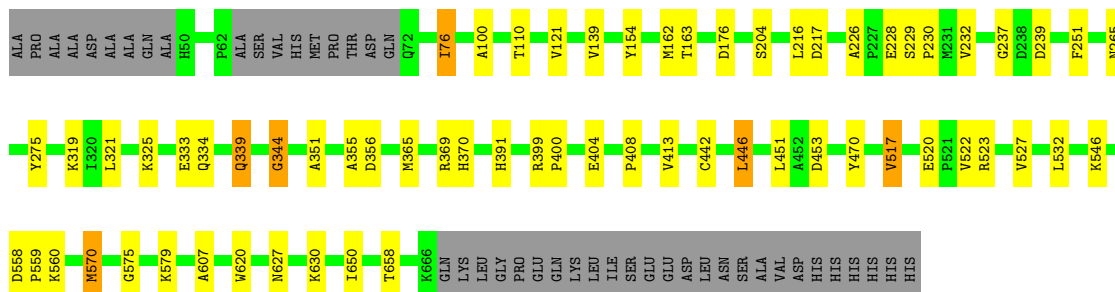 ALA PRO ALA ALA ALA ASP ALA ALA GLN ALA H50 P62 ALA SER VAL HIS MET PRO THR ASP GLN Q72 I76 A100 T110 V121 V139 Y154 M162 T163 D176 S204 L216 D217 A226 P227 E228 S229 P230 M231 V232 G237 D238 D239 F251 N265
Y275 K319 I320 L321 K325 E333 Q334 Q339 G344 A351 A355 D356 M365 R369 H370 H391 R399 P400 E404 P408 V413 C442 L446 L451 A452 D453 Y470 V517 E520 P521 V522 R523 V527 L532 K546
D558 P559 K560 M570 G575 K579 A607 W620 N627 K630 I650 T658 K666 GLN LYS LEU GLY PRO GLU GLN LYS LEU ILE SER GLU GLU ASP LEU ASN SER ALA VAL ASP HIS HIS HIS HIS HIS HIS